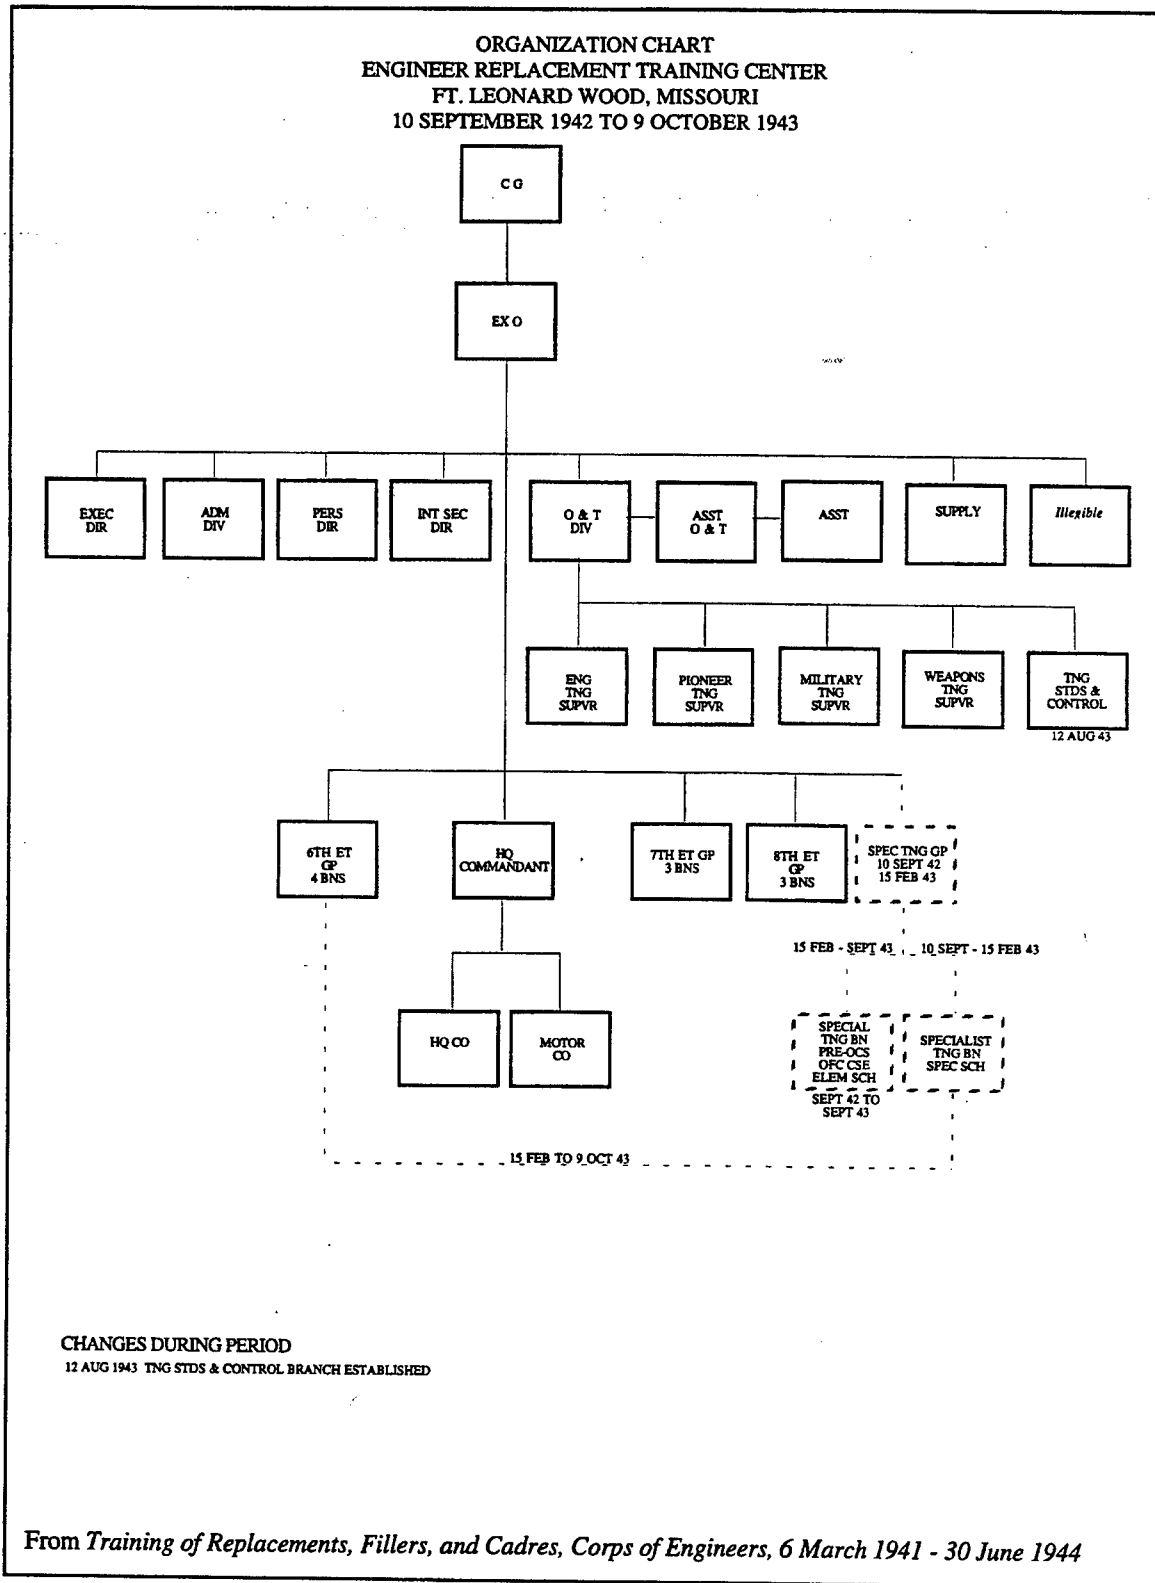 ORGANIZATION CHART
ENGINEER REPLACEMENT TRAINING CENTER
FT. LEONARD WOOD, MISSOURI
10 SEPTEMBER 1942 TO 9 OCTOBER 1943
C G
EX O
EXEC
DIR
ADM
DIV
PERS
DIR
INT SEC
DIR
O & T
DIV
ASST
O & T
ASST
SUPPLY
Illegible
ENG
TNG
SUPVR
PIONEER
TNG
SUPVR
MILITARY
TNG
SUPVR
WEAPONS
TNG
SUPVR
TNG
STDS &
CONTROL
12 AUG 43
6TH ET
GP
4 BNS
HQ
COMMANDANT
7TH ET GP
3 BNS
8TH ET
GP
3 BNS
SPEC TNG GP
10 SEPT 42
15 FEB 43
15 FEB - SEPT 43
10 SEPT - 15 FEB 43
HQ CO
MOTOR
CO
SPECIAL
TNG BN
PRE-OCS
OFC CSE
ELEM SCH
SEPT 42 TO
SEPT 43
SPECIALIST
TNG BN
SPEC SCH
15 FEB TO 9 OCT 43
CHANGES DURING PERIOD
12 AUG 1943 TNG STDS & CONTROL BRANCH ESTABLISHED
From Training of Replacements, Fillers, and Cadres, Corps of Engineers, 6 March 1941 - 30 June 1944